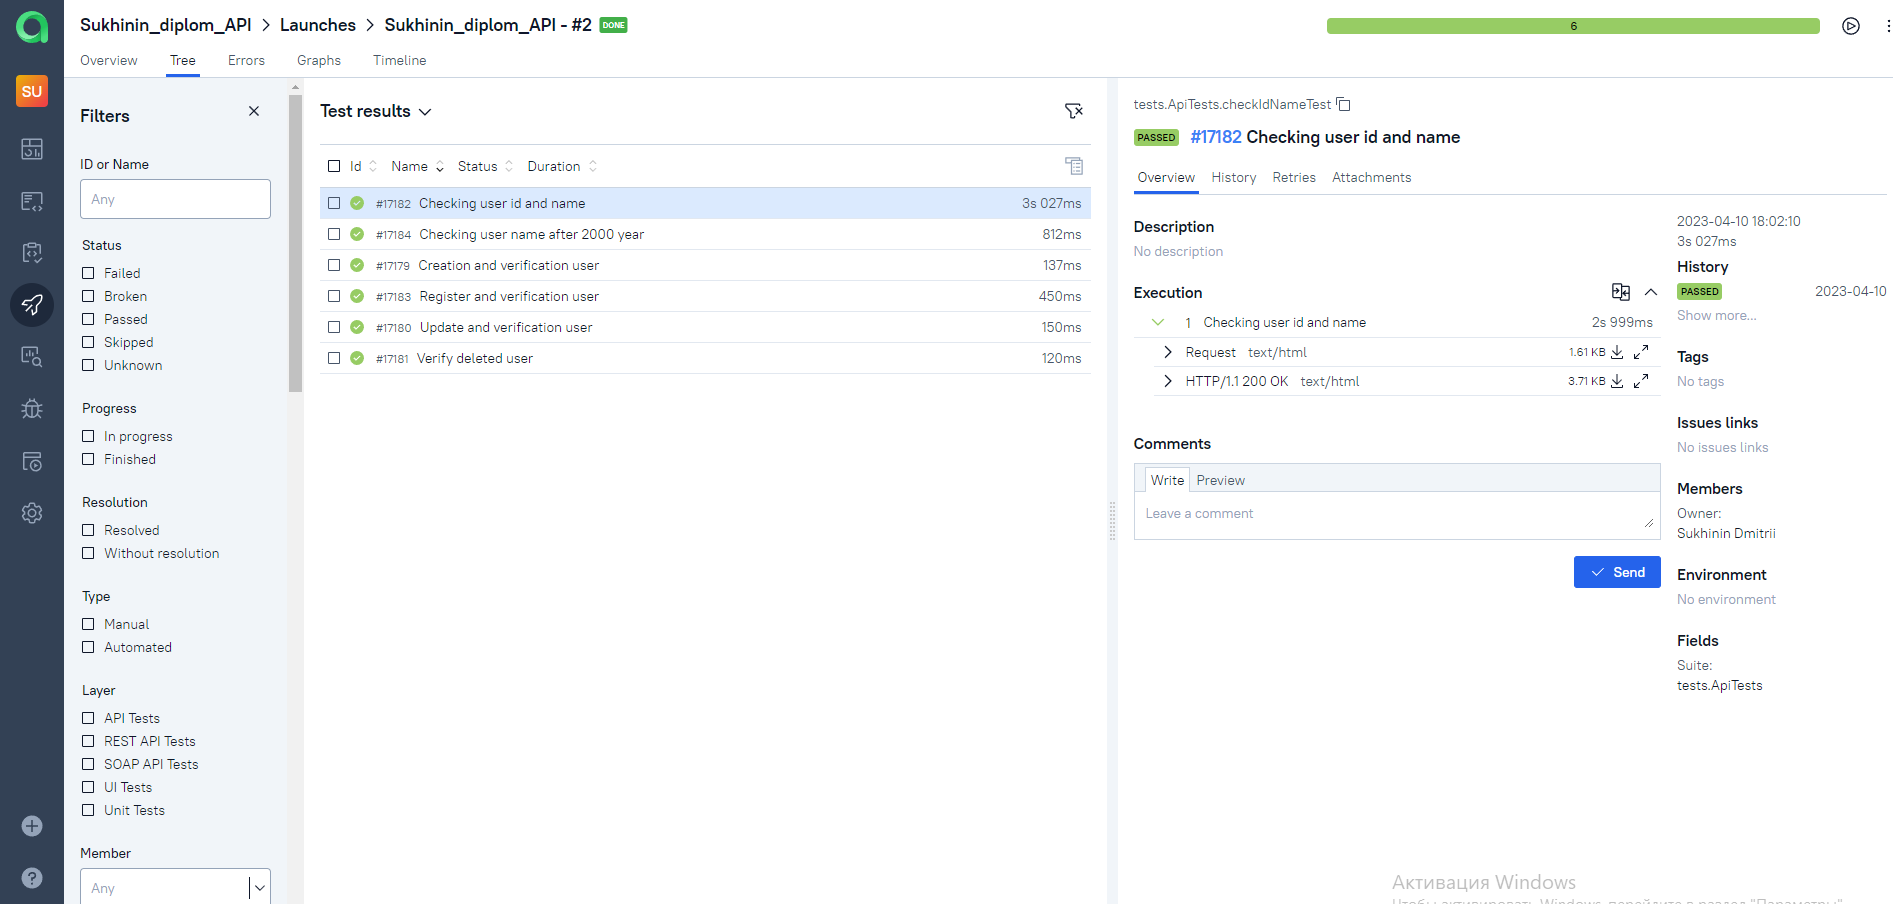 Sukhinin_diplom_API > Launches > Sukhinin_diplom_API - #2 DONE
6
SU
Overview Tree Errors Graphs Timeline
Filters
ID or Name
Any
Status
Failed
Broken
Passed
Skipped
Unknown
Progress
In progress
Finished
Resolution
Resolved
Without resolution
Type
Manual
Automated
Layer
API Tests
REST API Tests
SOAP API Tests
UI Tests
Unit Tests
Member
Any
Test results
Id Name Status Duration
#17182 Checking user id and name 3s 027ms
#17184 Checking user name after 2000 year 812ms
#17179 Creation and verification user 137ms
#17183 Register and verification user 450ms
#17180 Update and verification user 150ms
#17181 Verify deleted user 120ms
tests.ApiTests.checkIdNameTest
PASSED #17182 Checking user id and name
Overview History Retries Attachments
Description
No description
Execution
1 Checking user id and name 2s 999ms
Request text/html 1.61 KB
HTTP/1.1 200 OK text/html 3.71 KB
Comments
Write Preview
Leave a comment
Send
2023-04-10 18:02:10
3s 027ms
History
PASSED 2023-04-10
Show more...
Tags
No tags
Issues links
No issues links
Members
Owner:
Sukhinin Dmitrii
Environment
No environment
Fields
Suite:
tests.ApiTests
Активация Windows
Чтобы активировать Windows, перейдите в раздел "Параметры".